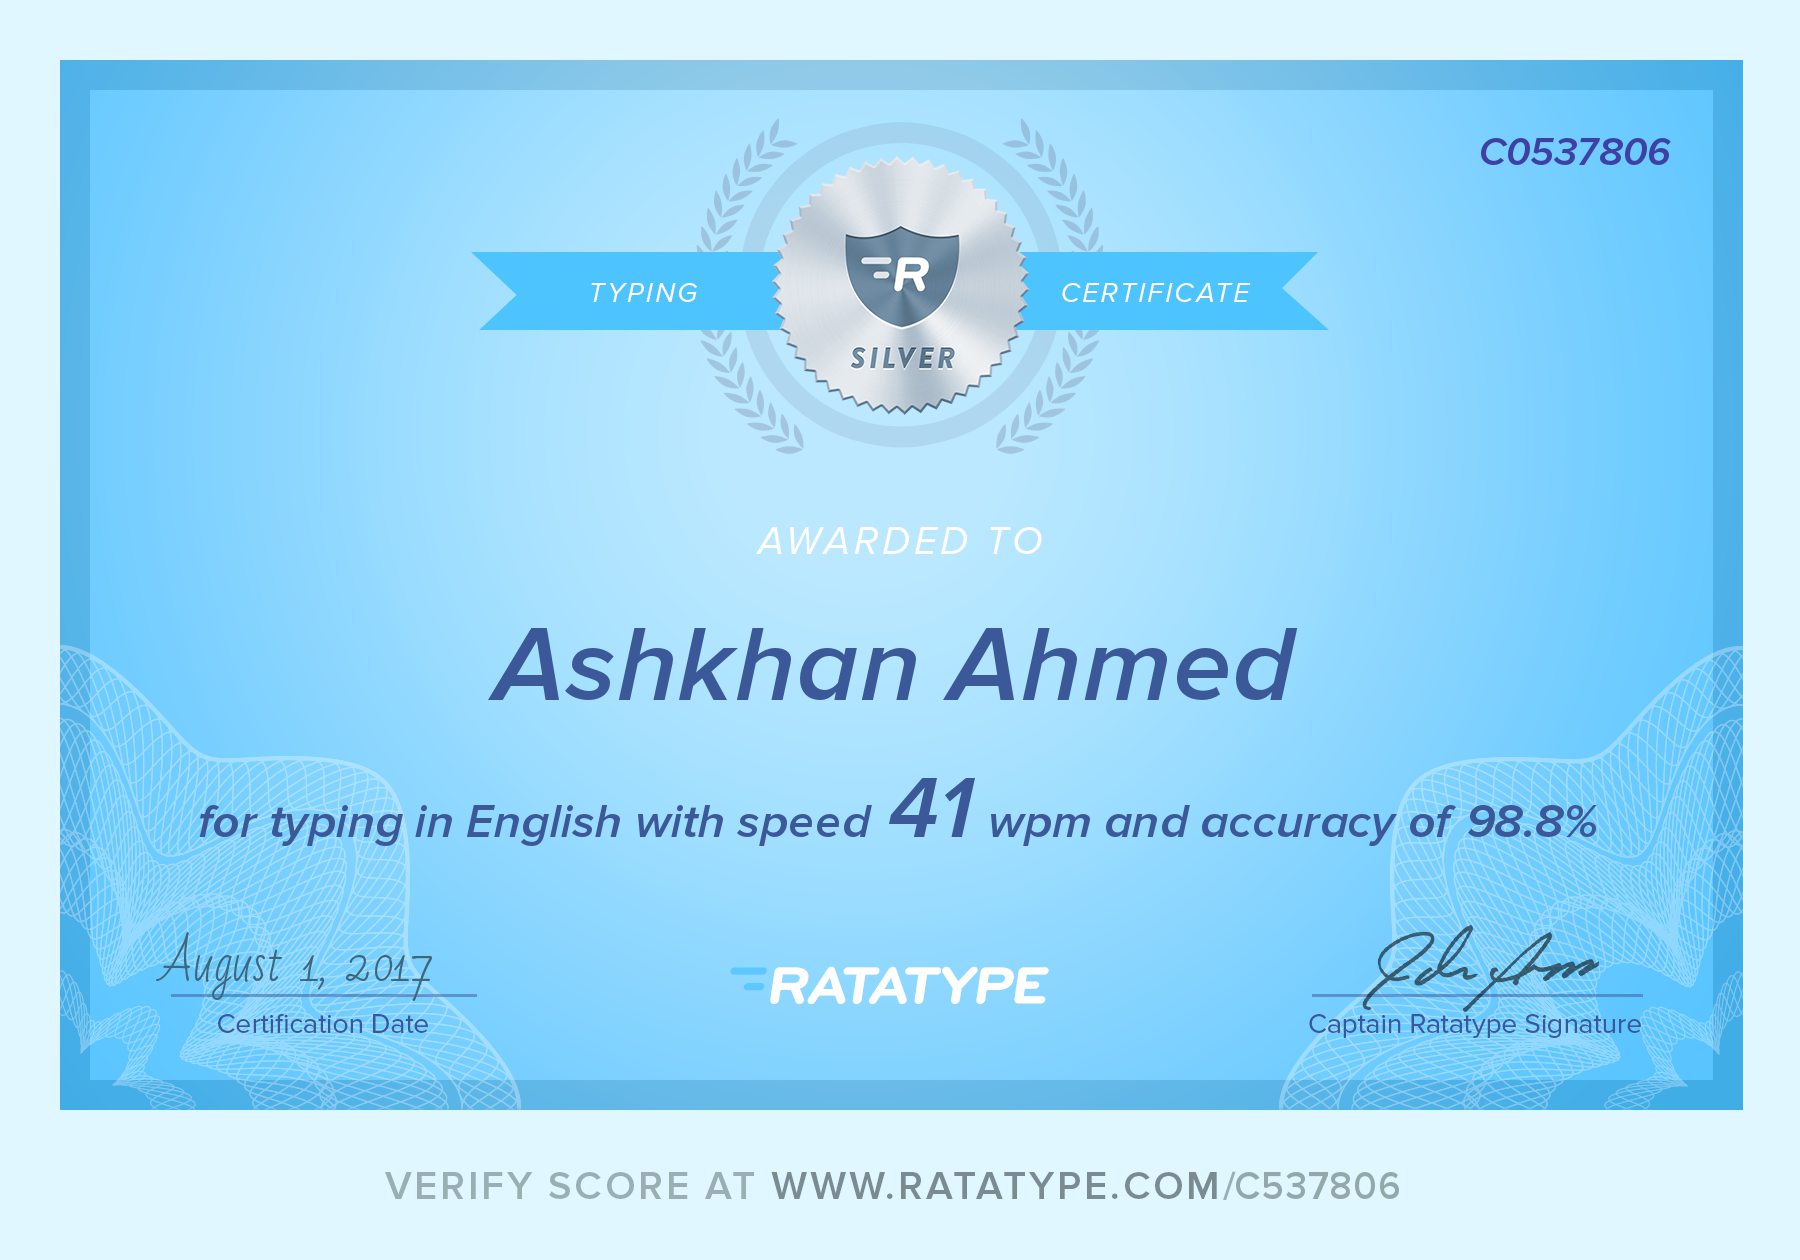 C0537806
TYPING
R
SILVER
CERTIFICATE
AWARDED TO
Ashkhan Ahmed
for typing in English with speed 41 wpm and accuracy of 98.8%
August 1, 2017
Certification Date
RATATYPE
Captain Ratatype Signature
VERIFY SCORE AT WWW.RATATYPE.COM/C537806